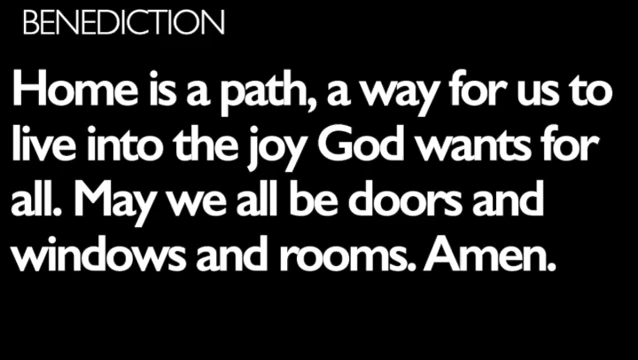 BENEDICTION
Home is a path, a way for us to
live into the joy God wants for
all. May we all be doors and
windows and rooms. Amen.